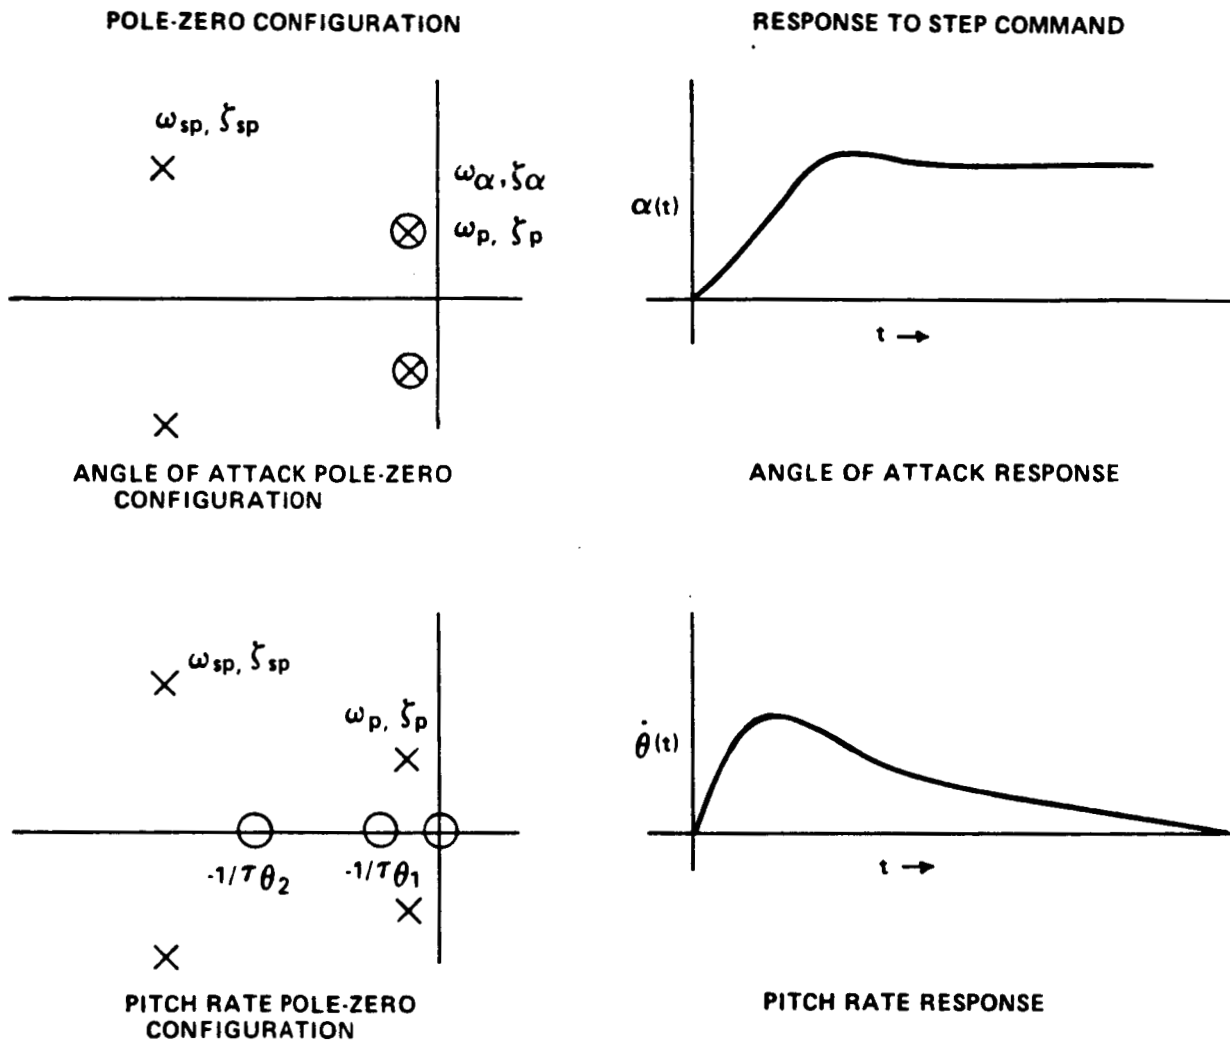 POLE-ZERO CONFIGURATION
RESPONSE TO STEP COMMAND
ωsp, ζsp
ωα, ζα
ωp, ζp
α(t)
t →
ANGLE OF ATTACK POLE-ZERO
CONFIGURATION
ANGLE OF ATTACK RESPONSE
ωsp, ζsp
ωp, ζp
θ̇(t)
-1/τθ2
-1/τθ1
t →
PITCH RATE POLE-ZERO
CONFIGURATION
PITCH RATE RESPONSE